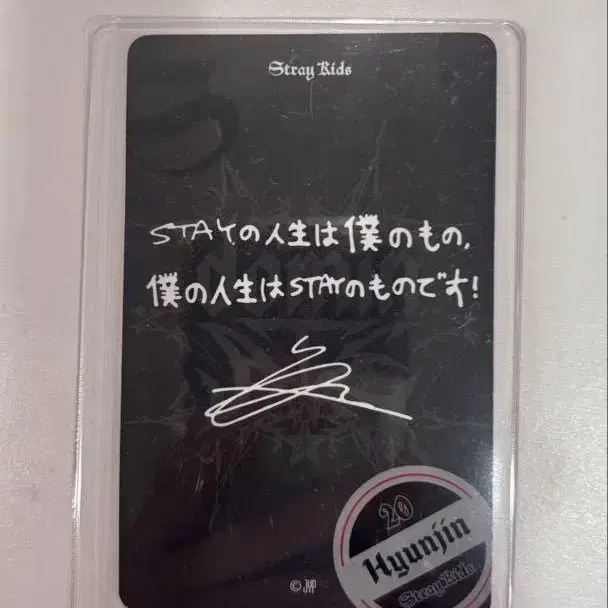 Stray Kids
STAYの人生は僕のもの,
僕の人生はSTAYのものです!
20
Hyunjin
Stray Kids
© JYP